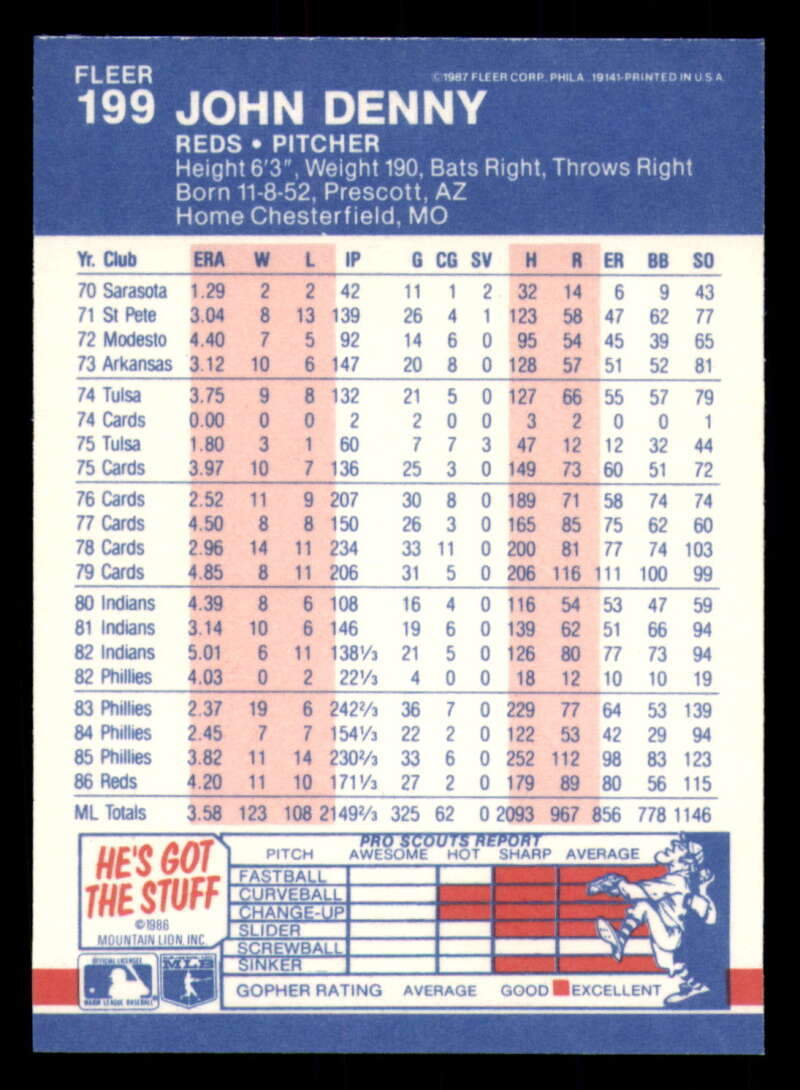 FLEER
©1987 FLEER CORP. PHILA. 19141-PRINTED IN U.S.A.
199 JOHN DENNY
REDS • PITCHER
Height 6'3", Weight 190, Bats Right, Throws Right
Born 11-8-52, Prescott, AZ
Home Chesterfield, MO
Yr. Club ERA W L IP G CG SV H R ER BB SO
70 Sarasota 1.29 2 2 42 11 1 2 32 14 6 9 43
71 St Pete 3.04 8 13 139 26 4 1 123 58 47 62 77
72 Modesto 4.40 7 5 92 14 6 0 95 54 45 39 65
73 Arkansas 3.12 10 6 147 20 8 0 128 57 51 52 81
74 Tulsa 3.75 9 8 132 21 5 0 127 66 55 57 79
74 Cards 0.00 0 0 2 2 0 0 3 2 0 0 1
75 Tulsa 1.80 3 1 60 7 7 3 47 12 12 32 44
75 Cards 3.97 10 7 136 25 3 0 149 73 60 51 72
76 Cards 2.52 11 9 207 30 8 0 189 71 58 74 74
77 Cards 4.50 8 8 150 26 3 0 165 85 75 62 60
78 Cards 2.96 14 11 234 33 11 0 200 81 77 74 103
79 Cards 4.85 8 11 206 31 5 0 206 116 111 100 99
80 Indians 4.39 8 6 108 16 4 0 116 54 53 47 59
81 Indians 3.14 10 6 146 19 6 0 139 62 51 66 94
82 Indians 5.01 6 11 138⅓ 21 5 0 126 80 77 73 94
82 Phillies 4.03 0 2 22⅓ 4 0 0 18 12 10 10 19
83 Phillies 2.37 19 6 242⅔ 36 7 0 229 77 64 53 139
84 Phillies 2.45 7 7 154⅓ 22 2 0 122 53 42 29 94
85 Phillies 3.82 11 14 230⅔ 33 6 0 252 112 98 83 123
86 Reds 4.20 11 10 171⅓ 27 2 0 179 89 80 56 115
ML Totals 3.58 123 108 2149⅔ 325 62 0 2093 967 856 778 1146
HE'S GOT
THE STUFF
©1986
MOUNTAIN LION, INC.
PRO SCOUTS REPORT
PITCH AWESOME HOT SHARP AVERAGE
FASTBALL
CURVEBALL
CHANGE-UP
SLIDER
SCREWBALL
SINKER
GOPHER RATING AVERAGE GOOD EXCELLENT
OFFICIAL LICENSEE
MAJOR LEAGUE BASEBALL
MLB